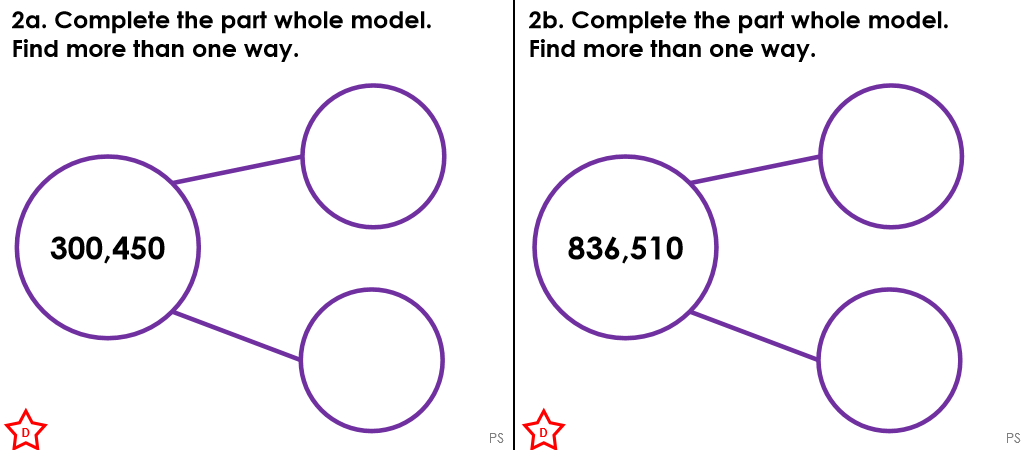 2a. Complete the part whole model.
Find more than one way.
300,450
D
PS
2b. Complete the part whole model.
Find more than one way.
836,510
D
PS